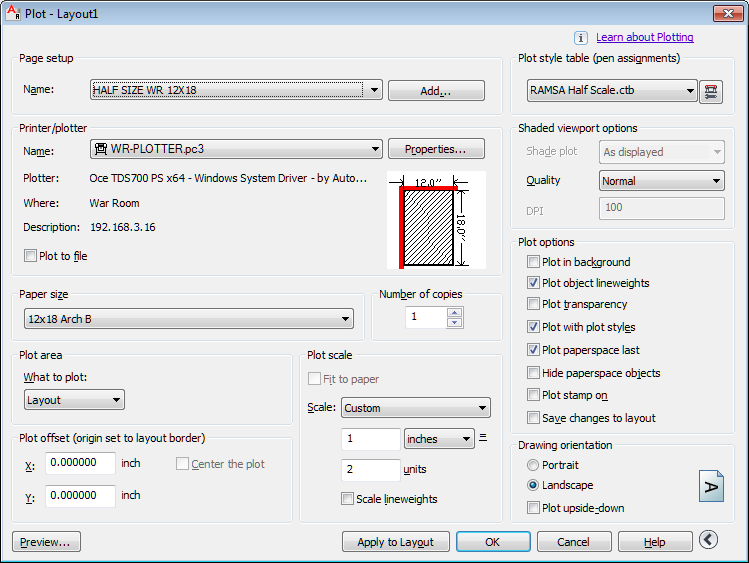 Plot - Layout1
Learn about Plotting
Page setup
Name:
HALF SIZE WR 12X18
Add...
Printer/plotter
Name:
WR-PLOTTER.pc3
Properties...
Plotter:
Oce TDS700 PS x64 - Windows System Driver - by Auto...
Where:
War Room
Description:
192.168.3.16
Plot to file
12.0''
18.0''
Paper size
12x18 Arch B
Number of copies
1
Plot area
What to plot:
Layout
Plot offset (origin set to layout border)
X:
0.000000
inch
Center the plot
Y:
0.000000
inch
Plot scale
Fit to paper
Scale:
Custom
1
inches
=
2
units
Scale lineweights
Plot style table (pen assignments)
RAMSA Half Scale.ctb
Shaded viewport options
Shade plot
As displayed
Quality
Normal
DPI
100
Plot options
Plot in background
Plot object lineweights
Plot transparency
Plot with plot styles
Plot paperspace last
Hide paperspace objects
Plot stamp on
Save changes to layout
Drawing orientation
Portrait
Landscape
Plot upside-down
A
Preview...
Apply to Layout
OK
Cancel
Help